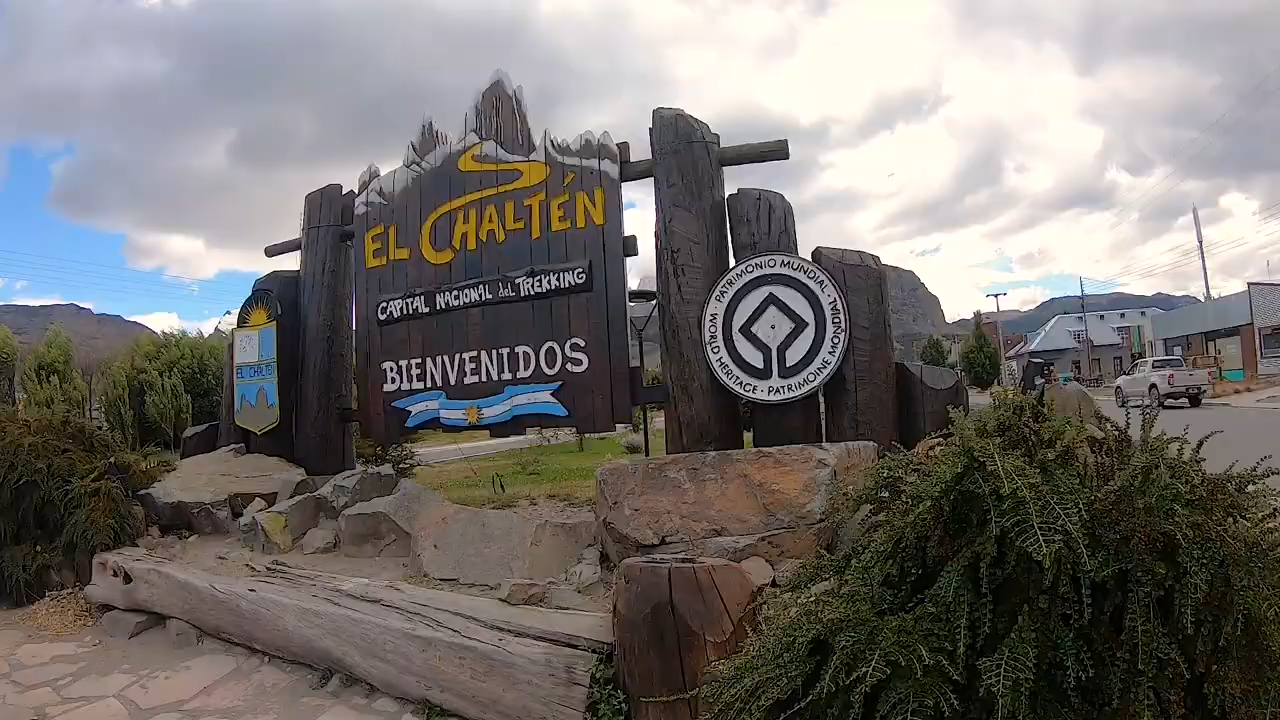 EL CHALTÉN
CAPITAL NACIONAL del TREKKING
BIENVENIDOS
EL CHALTÉN
PATRIMONIO MUNDIAL · WORLD HERITAGE · PATRIMOINE MONDIAL ·